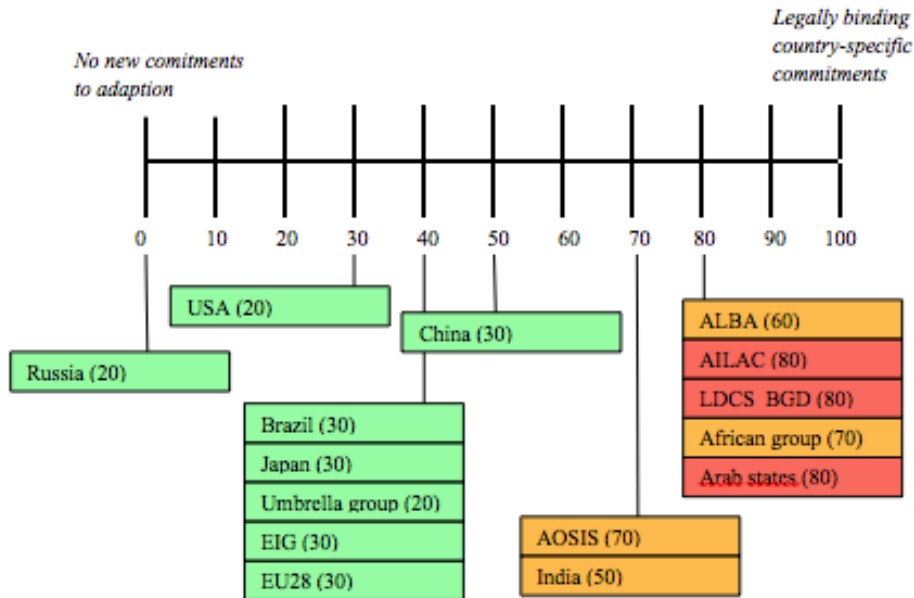 Legally binding
country-specific
commitments
No new comitments
to adaption
0 10 20 30 40 50 60 70 80 90 100
USA (20)
China (30)
Russia (20)
Brazil (30)
Japan (30)
Umbrella group (20)
EIG (30)
EU28 (30)
AOSIS (70)
India (50)
ALBA (60)
AILAC (80)
LDCS BGD (80)
African group (70)
Arab states (80)